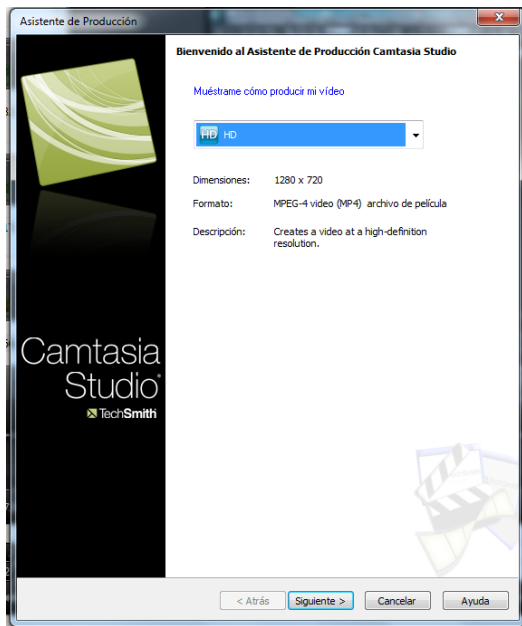 Asistente de Producción
Bienvenido al Asistente de Producción Camtasia Studio
Muéstrame cómo producir mi vídeo
HD HD
Dimensiones: 1280 x 720
Formato: MPEG-4 video (MP4) archivo de película
Descripción: Creates a video at a high-definition
resolution.
Camtasia
Studio
TechSmith
< Atrás Siguiente > Cancelar Ayuda